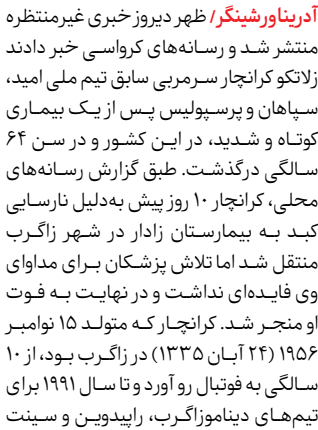 آدرینا ورشینگر/ ظهر دیروز خبری غیرمنتظره
منتشر شد و رسانه‌های کرواسی خبر دادند
زلاتکو کرانچار سرمربی سابق تیم ملی امید،
سپاهان و پرسپولیس پس از یک بیماری
کوتاه و شدید، در این کشور و در سن ۶۴
سالگی درگذشت. طبق گزارش رسانه‌های
محلی، کرانچار ۱۰ روز پیش به‌دلیل نارسایی
کبد به بیمارستان زادار در شهر زاگرب
منتقل شد اما تلاش پزشکان برای مداوای
وی فایده‌ای نداشت و در نهایت به فوت
او منجر شد. کرانچار که متولد ۱۵ نوامبر
۱۹۵۶ (۲۴ آبان ۱۳۳۵) در زاگرب بود، از ۱۰
سالگی به فوتبال رو آورد و تا سال ۱۹۹۱ برای
تیم‌های دیناموزاگرب، راپیدوین و سینت